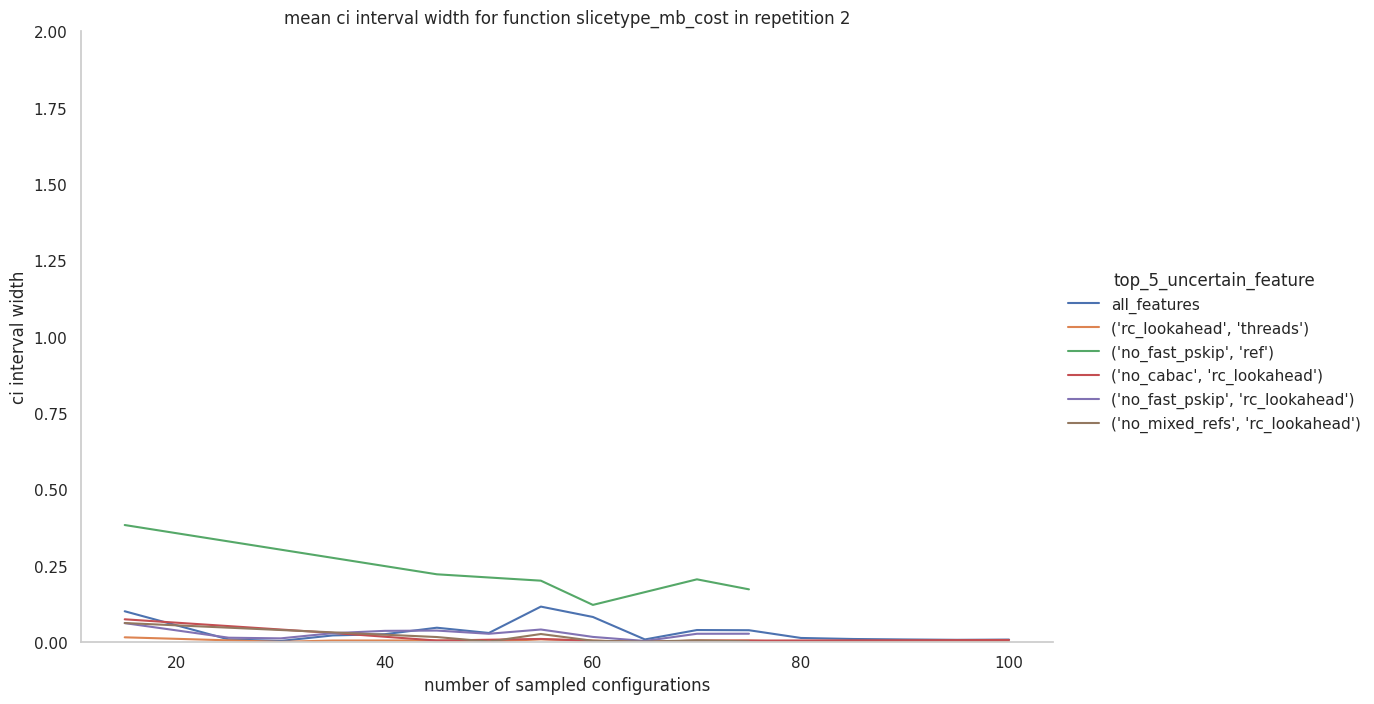 mean ci interval width for function slicetype_mb_cost in repetition 2
2.00
1.75
1.50
1.25
1.00
0.75
0.50
0.25
0.00
ci interval width
20
40
60
80
100
number of sampled configurations
top_5_uncertain_feature
all_features
('rc_lookahead', 'threads')
('no_fast_pskip', 'ref')
('no_cabac', 'rc_lookahead')
('no_fast_pskip', 'rc_lookahead')
('no_mixed_refs', 'rc_lookahead')